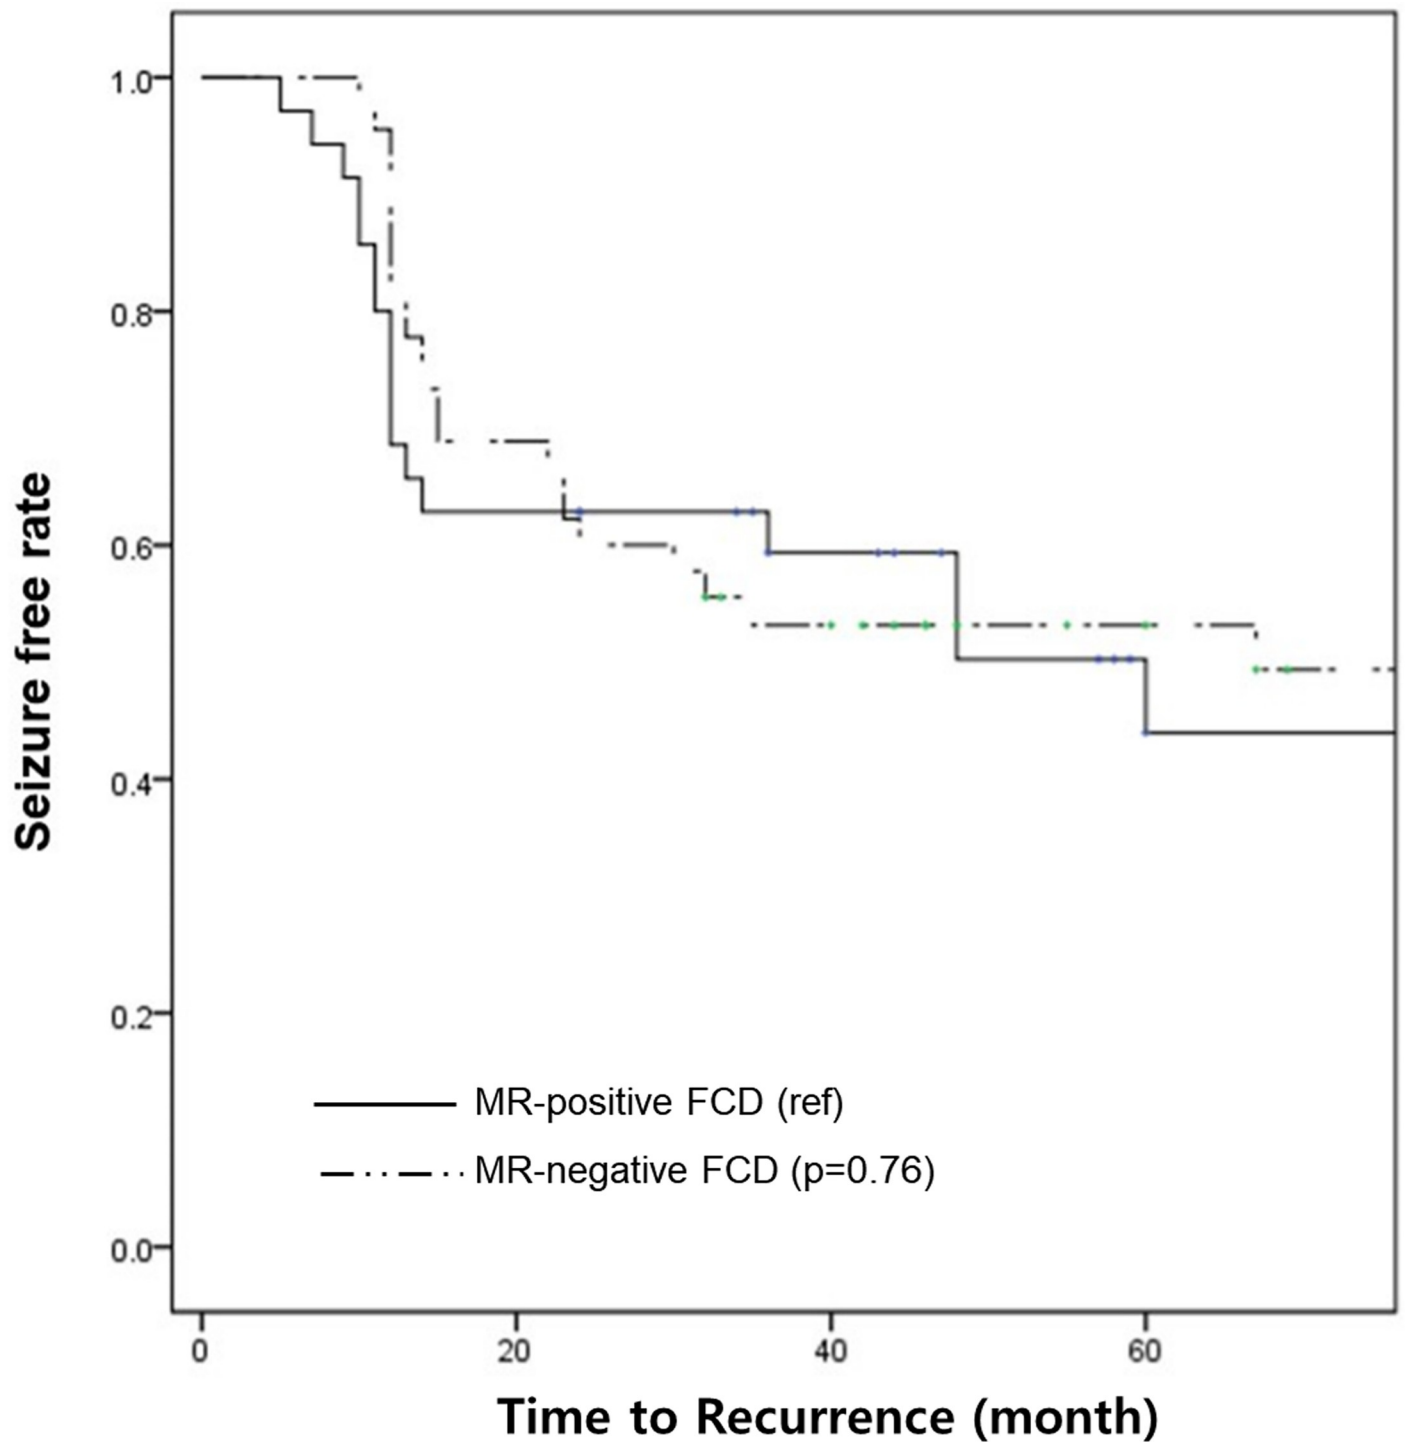 Seizure free rate
1.0
0.8
0.6
0.4
0.2
0.0
MR-positive FCD (ref)
MR-negative FCD (p=0.76)
0 20 40 60
Time to Recurrence (month)